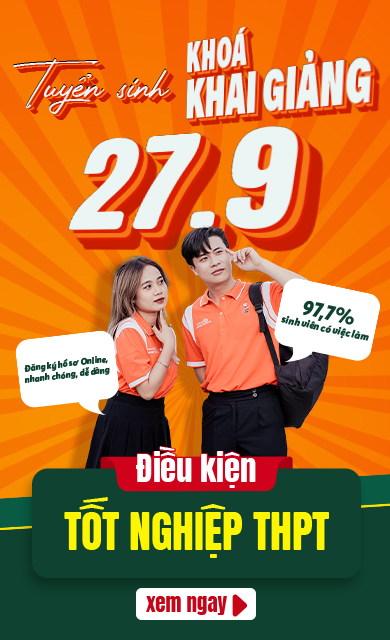 Tuyển sinh
KHOÁ
KHAI GIẢNG
27.9
Đăng ký hồ sơ Online,
nhanh chóng, dễ dàng
97,7%
sinh viên có việc làm
Điều kiện
TỐT NGHIỆP THPT
xem ngay